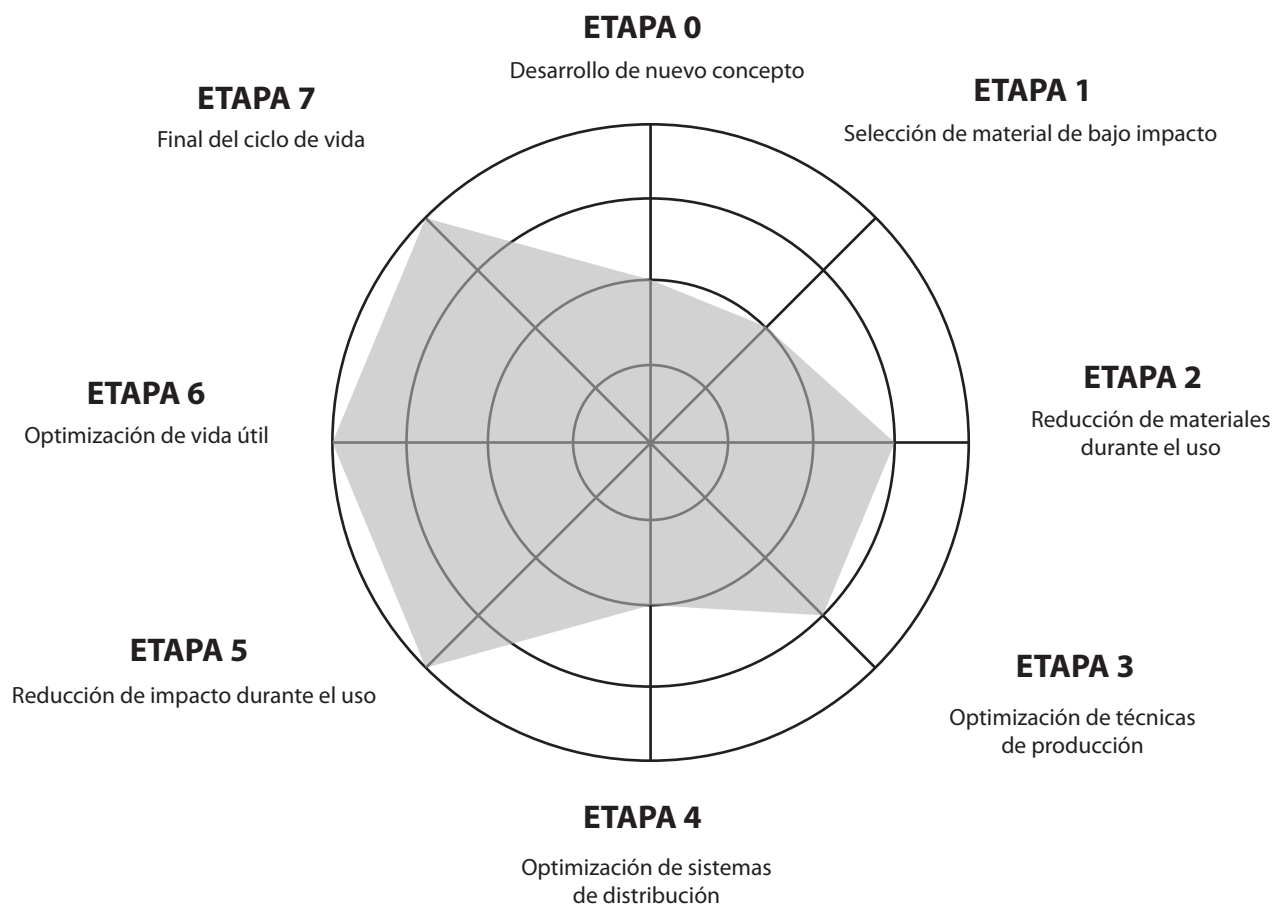 ETAPA 0
Desarrollo de nuevo concepto
ETAPA 1
Selección de material de bajo impacto
ETAPA 2
Reducción de materiales
durante el uso
ETAPA 3
Optimización de técnicas
de producción
ETAPA 4
Optimización de sistemas
de distribución
ETAPA 5
Reducción de impacto durante el uso
ETAPA 6
Optimización de vida útil
ETAPA 7
Final del ciclo de vida